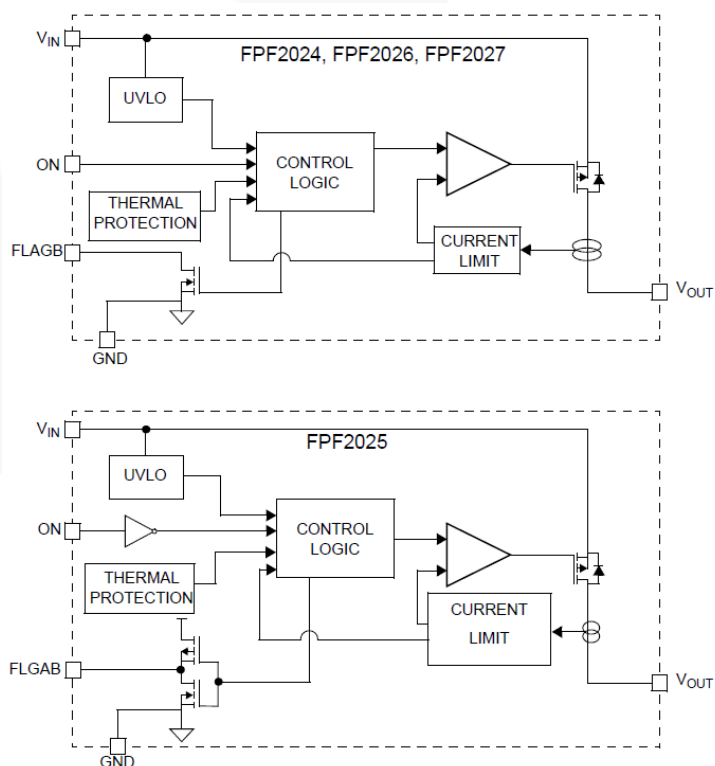 VIN
FPF2024, FPF2026, FPF2027
UVLO
ON
CONTROL
LOGIC
THERMAL
PROTECTION
FLAGB
CURRENT
LIMIT
VOUT
GND
VIN
FPF2025
UVLO
ON
CONTROL
LOGIC
THERMAL
PROTECTION
CURRENT
LIMIT
FLGAB
VOUT
GND